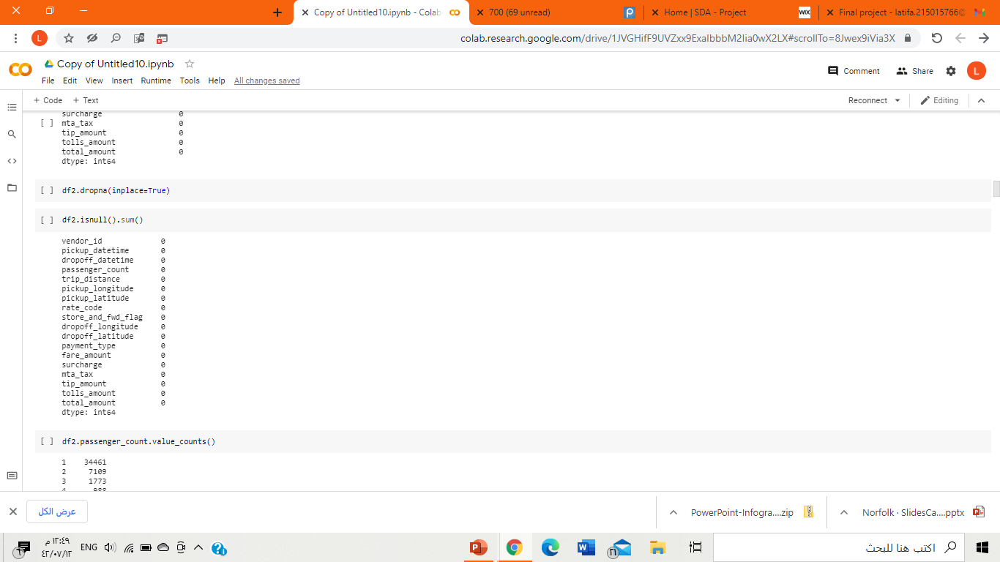 Copy of Untitled10.ipynb - Colab
700 (69 unread)
Home | SDA - Project
WIX
Final project - latifa.215015766@
L
colab.research.google.com/drive/1JVGHifF9UVZxx9ExaIbbbM2Iia0wX2LX#scrollTo=8Jwex9iVia3X
Copy of Untitled10.ipynb
File Edit View Insert Runtime Tools Help All changes saved
Comment Share L
+ Code + Text
Reconnect Editing
surcharge 0
[ ] mta_tax 0
tip_amount 0
tolls_amount 0
total_amount 0
dtype: int64
[ ] df2.dropna(inplace=True)
[ ] df2.isnull().sum()
vendor_id 0
pickup_datetime 0
dropoff_datetime 0
passenger_count 0
trip_distance 0
pickup_longitude 0
pickup_latitude 0
rate_code 0
store_and_fwd_flag 0
dropoff_longitude 0
dropoff_latitude 0
payment_type 0
fare_amount 0
surcharge 0
mta_tax 0
tip_amount 0
tolls_amount 0
total_amount 0
dtype: int64
[ ] df2.passenger_count.value_counts()
1 34461
2 7109
3 1773
4 988
عرض الكل
PowerPoint-Infogra....zip
Norfolk · SlidesCa....pptx
١٢:٤٩ م
٤٣/٠٧/١٣
ENG
٢١
اكتب هنا للبحث